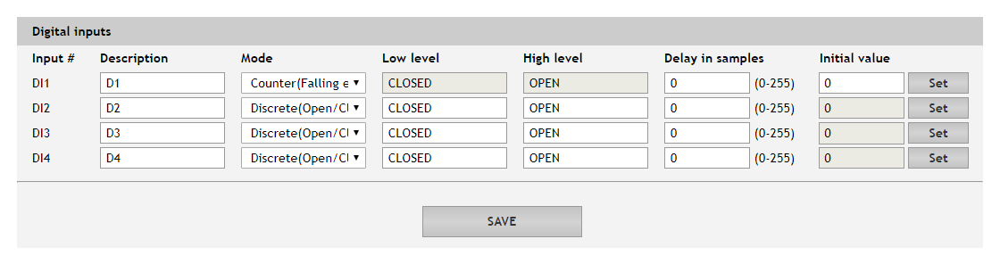 Digital inputs
Input # Description Mode Low level High level Delay in samples Initial value
DI1 D1 Counter(Falling e CLOSED OPEN 0 (0-255) 0 Set
DI2 D2 Discrete(Open/Cl CLOSED OPEN 0 (0-255) 0 Set
DI3 D3 Discrete(Open/Cl CLOSED OPEN 0 (0-255) 0 Set
DI4 D4 Discrete(Open/Cl CLOSED OPEN 0 (0-255) 0 Set
SAVE